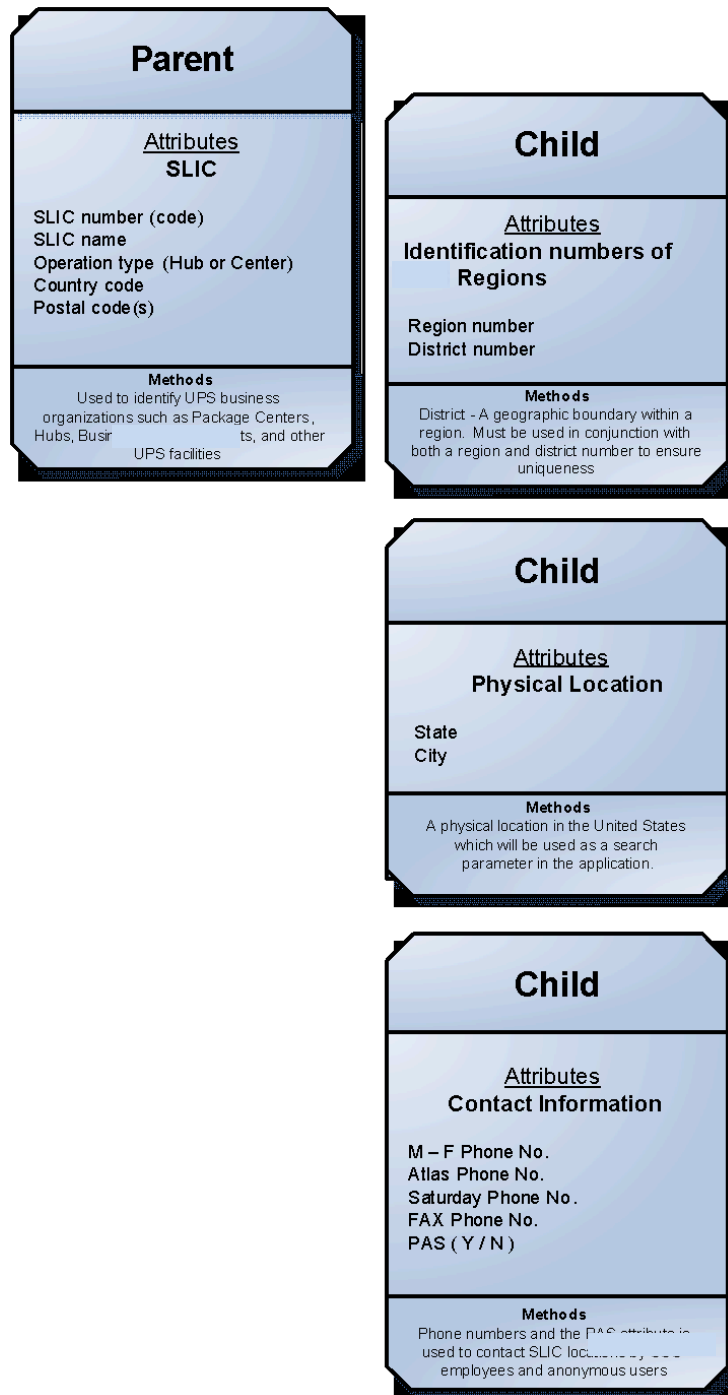 Parent
Attributes
SLIC
SLIC number (code)
SLIC name
Operation type (Hub or Center)
Country code
Postal code(s)
Methods
Used to identify UPS business
organizations such as Package Centers,
Hubs, and other
UPS facilities
Child
Attributes
Identification numbers of
Regions
Region number
District number
Methods
District - A geographic boundary within a
region. Must be used in conjunction with
both a region and district number to ensure
uniqueness
Child
Attributes
Physical Location
State
City
Methods
A physical location in the United States
which will be used as a search
parameter in the application.
Child
Attributes
Contact Information
M – F Phone No.
Atlas Phone No.
Saturday Phone No.
FAX Phone No.
PAS ( Y / N )
Methods
Phone numbers and the PAS attribute is
used to contact SLIC
employees and anonymous users